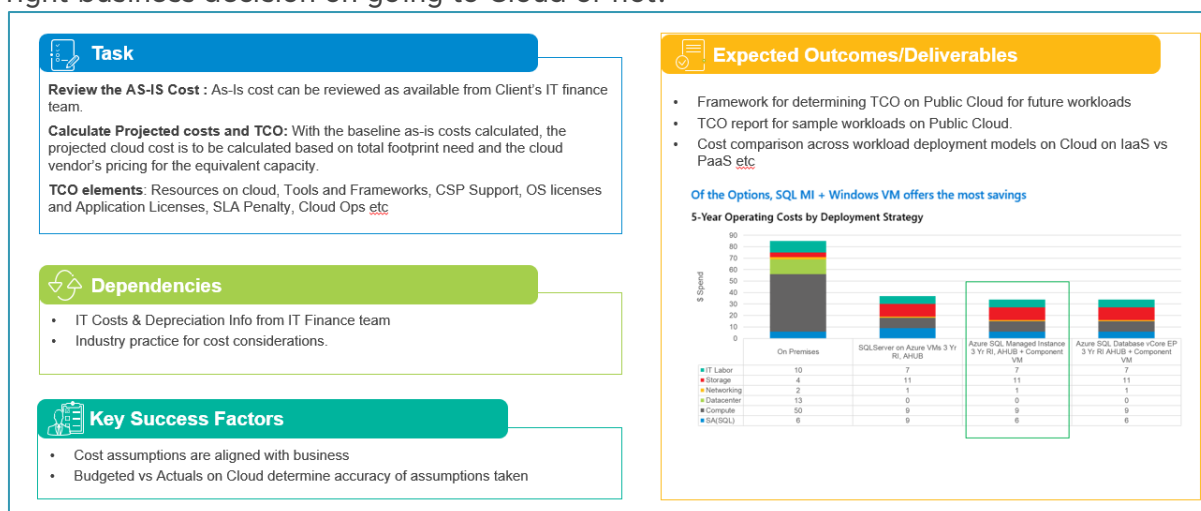 right business decision on going to Cloud or not.
Task
Review the AS-IS Cost : As-Is cost can be reviewed as available from Client's IT finance
team.
Calculate Projected costs and TCO: With the baseline as-is costs calculated, the
projected cloud cost is to be calculated based on total footprint need and the cloud
vendor's pricing for the equivalent capacity.
TCO elements: Resources on cloud, Tools and Frameworks, CSP Support, OS licenses
and Application Licenses, SLA Penalty, Cloud Ops etc
Dependencies
• IT Costs & Depreciation Info from IT Finance team
• Industry practice for cost considerations.
Key Success Factors
• Cost assumptions are aligned with business
• Budgeted vs Actuals on Cloud determine accuracy of assumptions taken
Expected Outcomes/Deliverables
• Framework for determining TCO on Public Cloud for future workloads
• TCO report for sample workloads on Public Cloud.
• Cost comparison across workload deployment models on Cloud on IaaS vs
PaaS etc
Of the Options, SQL MI + Windows VM offers the most savings
5-Year Operating Costs by Deployment Strategy
$ Spend
90
80
70
60
50
40
30
20
10
0
On Premises
SQLServer on Azure VMs 3 Yr
RI, AHUB
Azure SQL Managed Instance
3 Yr RI, AHUB + Component
VM
Azure SQL Database vCore EP
3 Yr RI AHUB + Component
VM
IT Labor 10 7 7 7
Storage 4 11 11 11
Networking 2 1 1 1
Datacenter 13 0 0 0
Compute 50 9 9 9
SA(SQL) 6 9 6 6